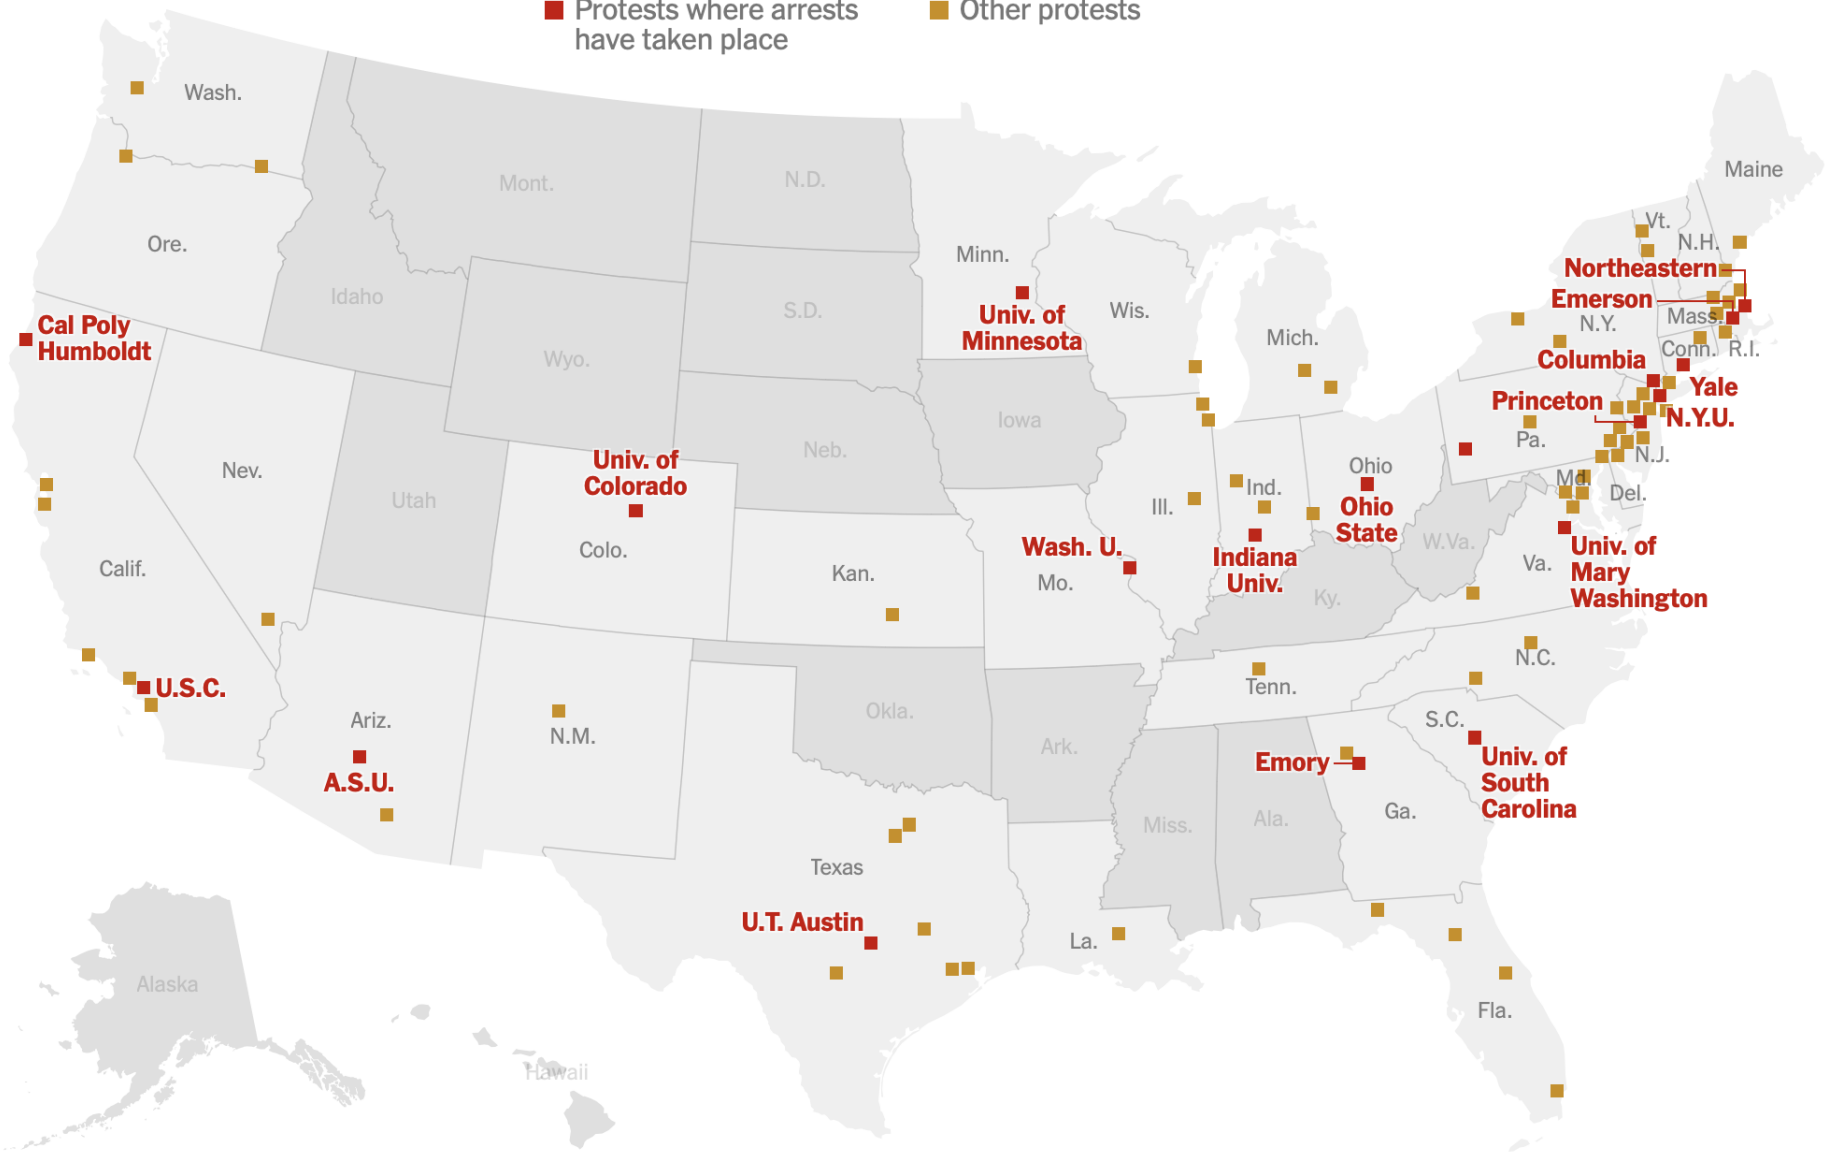 Protests where arrests
have taken place
Other protests
Wash.
Maine
Mont.
N.D.
Vt.
N.H.
Ore.
Minn.
Northeastern
Idaho
S.D.
Wis.
Emerson
Mass.
N.Y.
Cal Poly
Humboldt
Univ. of
Minnesota
Mich.
Conn.
R.I.
Wyo.
Columbia
Yale
Princeton
N.Y.U.
Iowa
Pa.
N.J.
Neb.
Nev.
Univ. of
Colorado
Ohio
Md.
Del.
Utah
Ill.
Ind.
Ohio
State
W.Va.
Colo.
Wash. U.
Indiana
Univ.
Univ. of
Mary
Washington
Va.
Calif.
Kan.
Mo.
Ky.
N.C.
U.S.C.
Tenn.
Ariz.
N.M.
Okla.
Ark.
S.C.
A.S.U.
Emory
Univ. of
South
Carolina
Miss.
Ala.
Ga.
Texas
U.T. Austin
La.
Alaska
Fla.
Hawaii